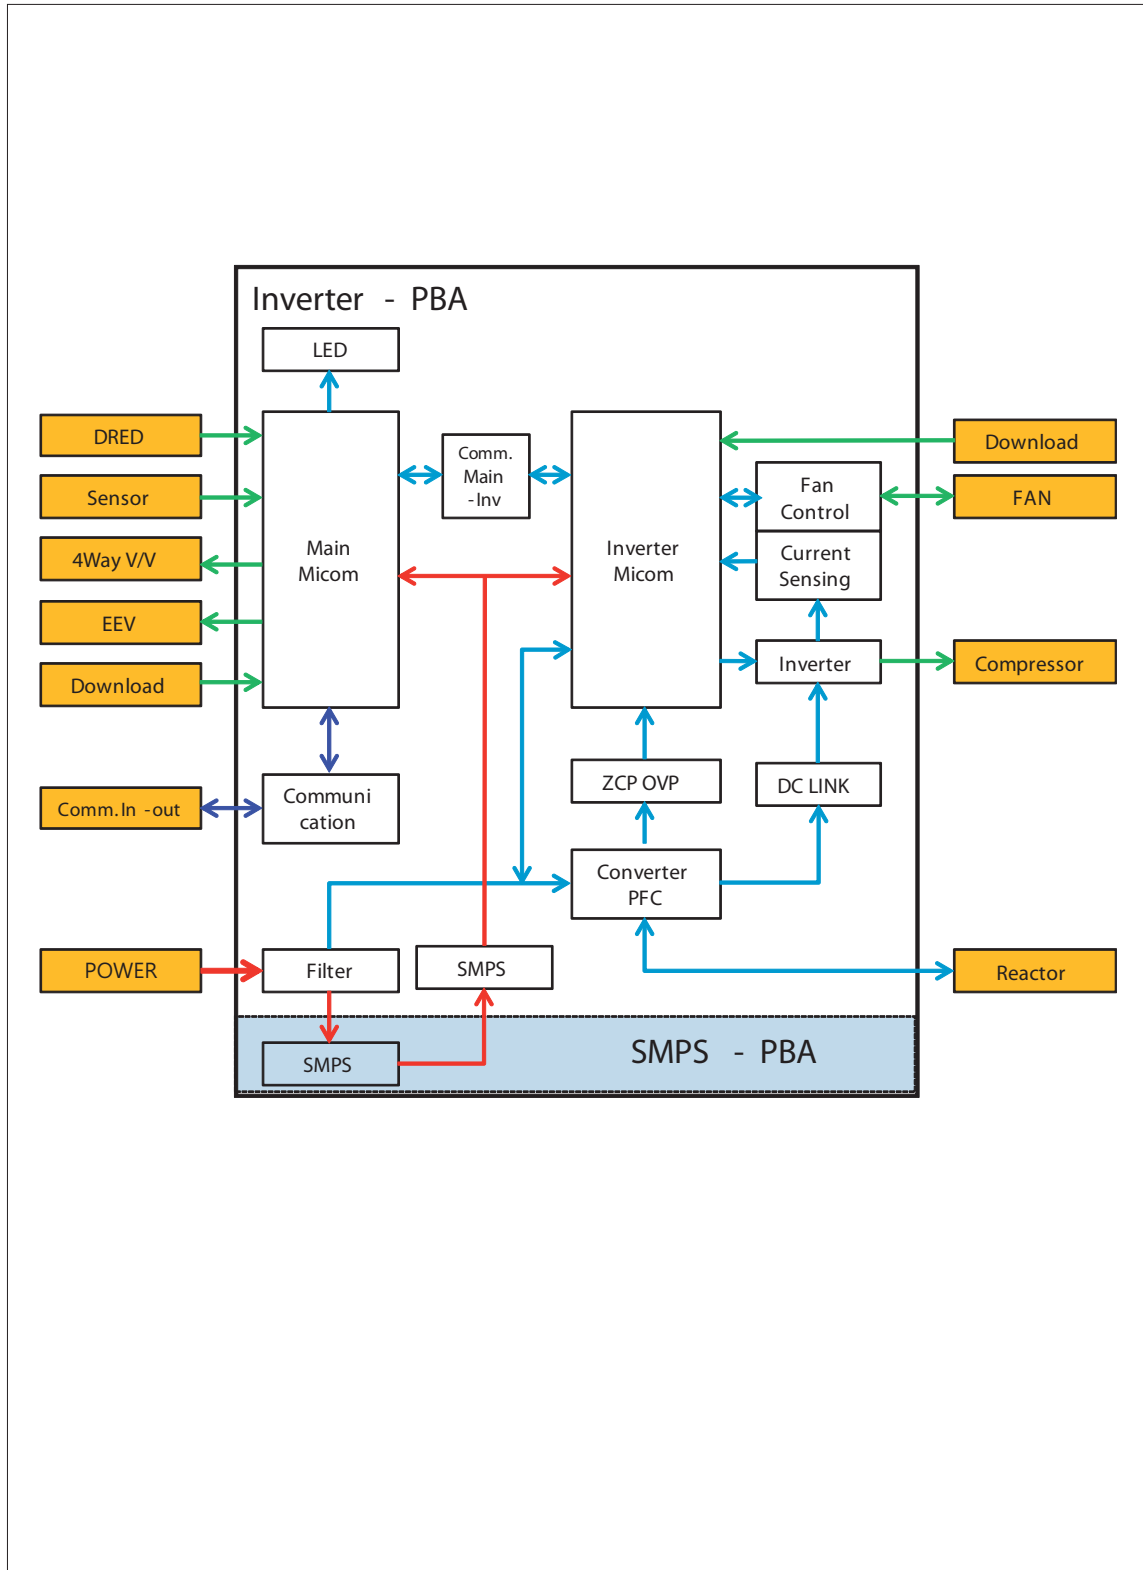 Inverter - PBA
LED
DRED
Sensor
4Way V/V
EEV
Download
Main
Micom
Comm.
Main
-Inv
Inverter
Micom
Download
Fan
Control
FAN
Current
Sensing
Inverter
Compressor
ZCP OVP
DC LINK
Comm.In -out
Communi
cation
Converter
PFC
POWER
Filter
SMPS
Reactor
SMPS
SMPS - PBA